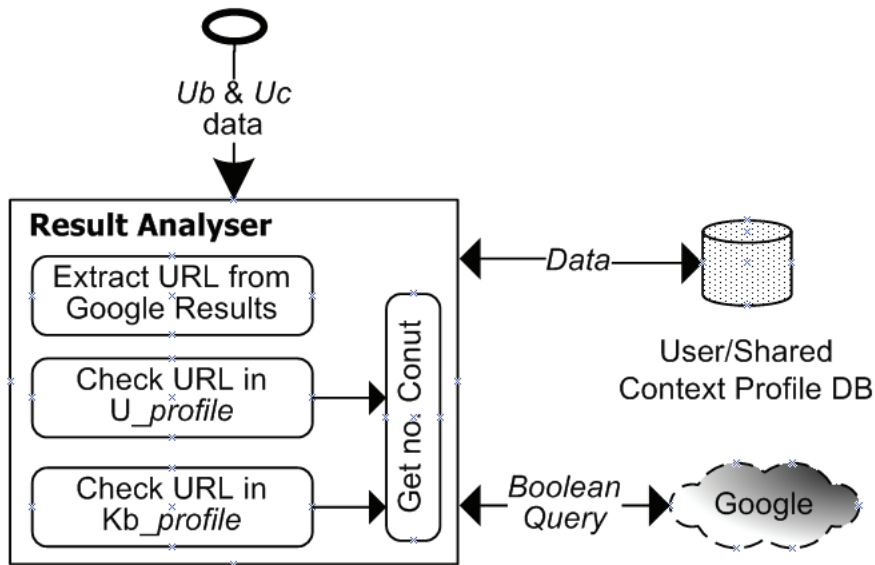 Ub & Uc
data
Result Analyser
Extract URL from
Google Results
Check URL in
U_profile
Check URL in
Kb_profile
Get no. Conut
Data
User/Shared
Context Profile DB
Boolean
Query
Google